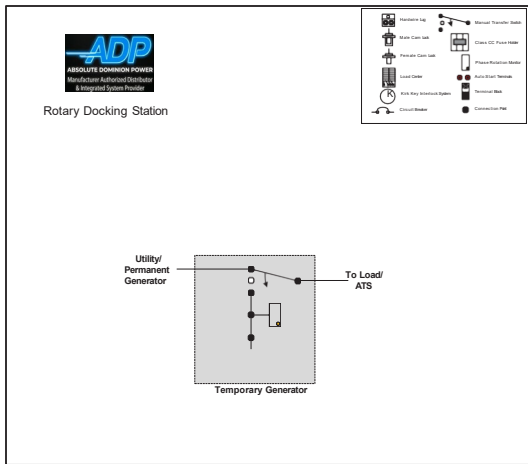 ADP
ABSOLUTE DOMINION POWER
Manufacturer Authorized Distributor
& Integrated System Provider
Rotary Docking Station
Hardwire Lug
Male Cam Lock
Female Cam Lock
Load Center
K
Kirk Key Interlock System
Circuit Breaker
Manual Transfer Switch
Class CC Fuse Holder
Phase Rotation Monitor
Auto-Start Terminals
Terminal Block
Connection Point
Utility/
Permanent
Generator
To Load/
ATS
Temporary Generator